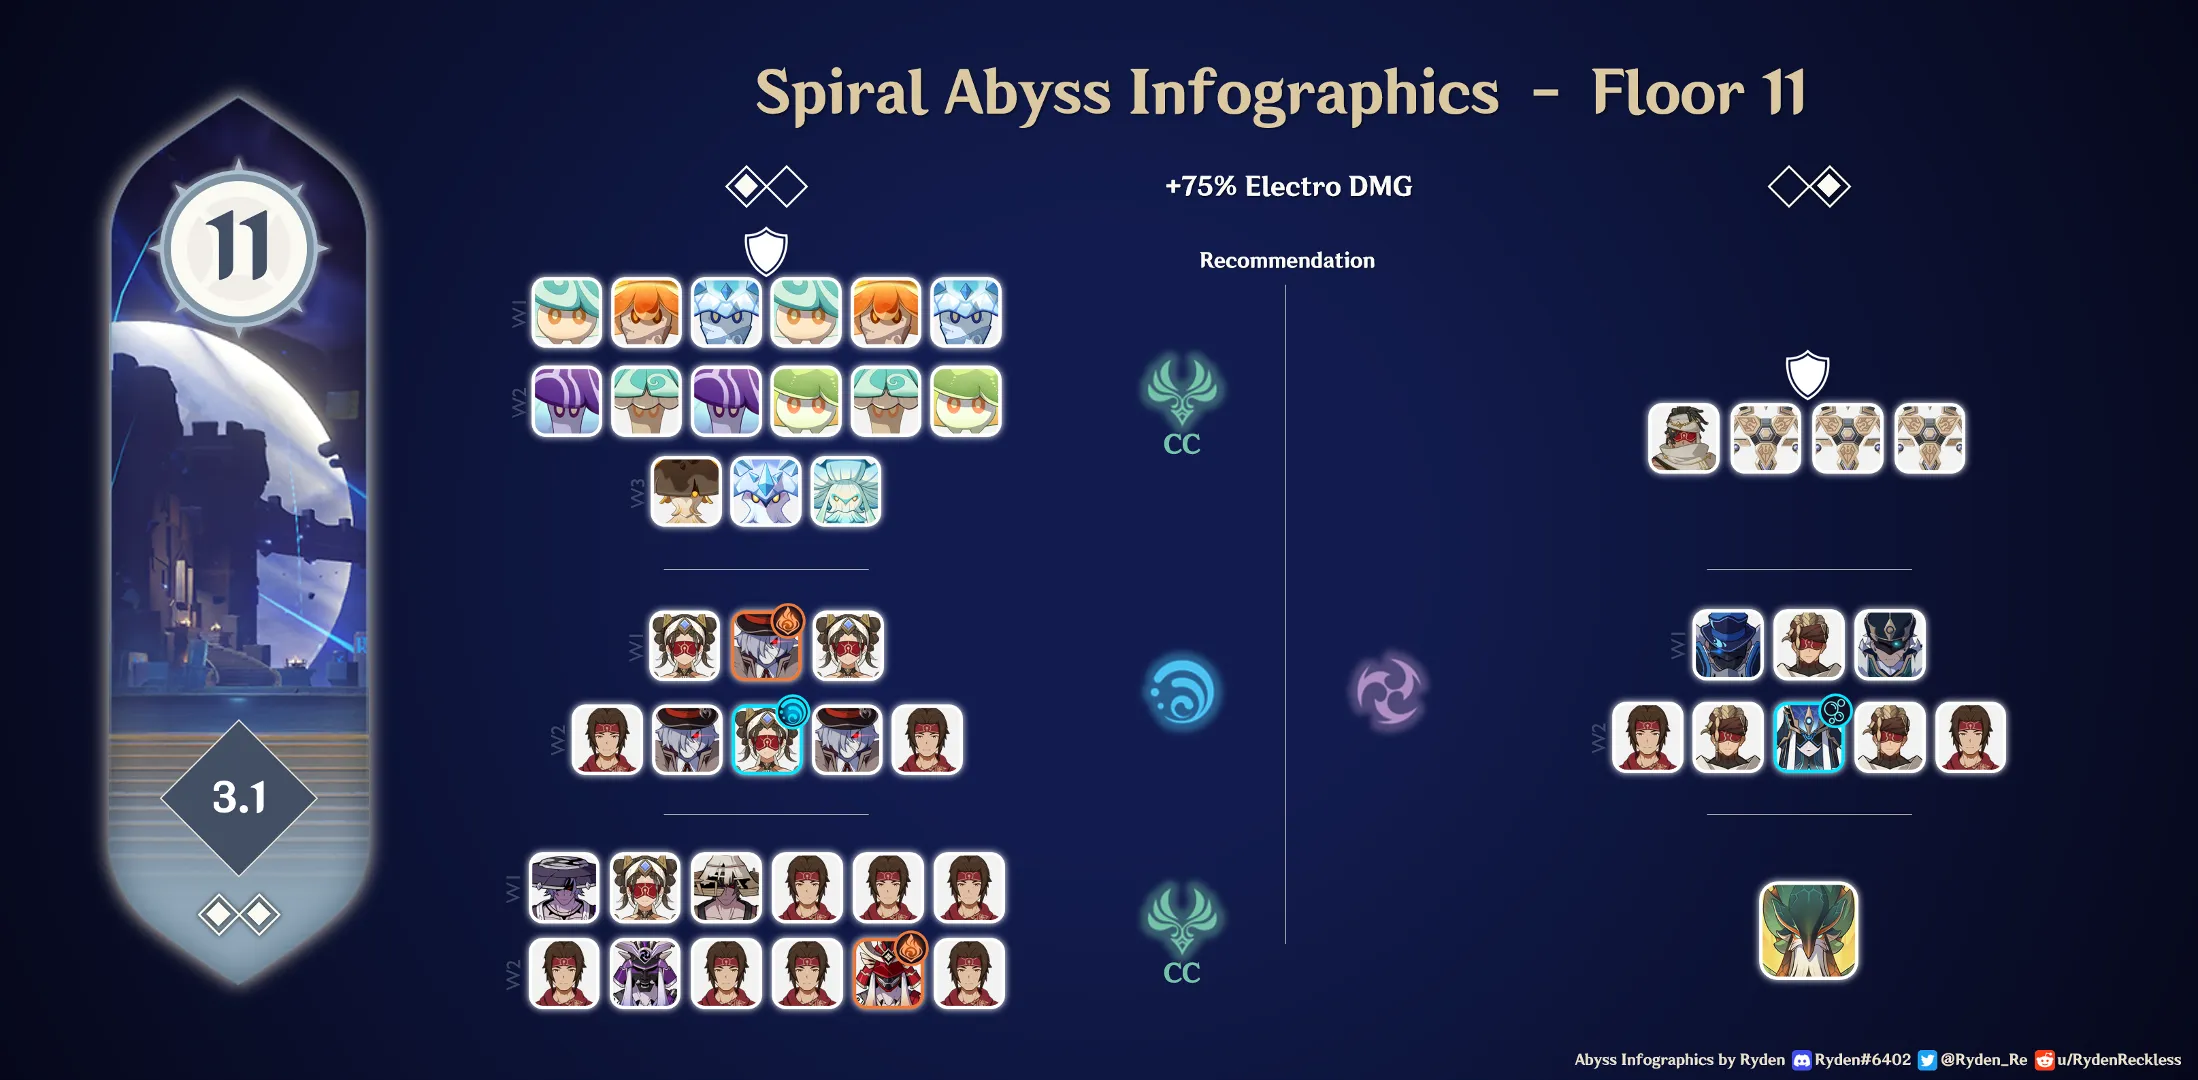 Spiral Abyss Infographics - Floor 11
11
+75% Electro DMG
Recommendation
W1
W2
CC
W3
W1
W1
W2
W2
3.1
W1
W2
CC
Abyss Infographics by Ryden Ryden#6402 @Ryden_Re u/RydenReckless